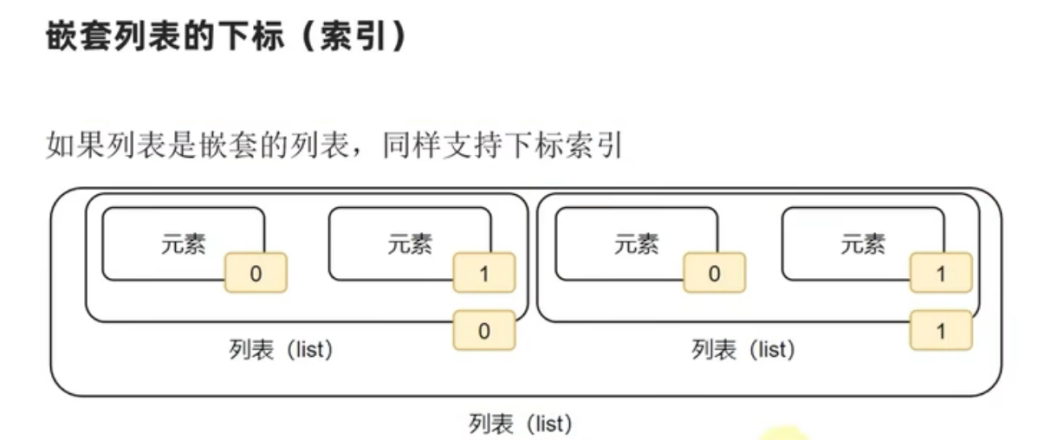 嵌套列表的下标（索引）
如果列表是嵌套的列表，同样支持下标索引
元素 元素 元素 元素
0 1 0 1
0 1
列表（list） 列表（list）
列表（list）